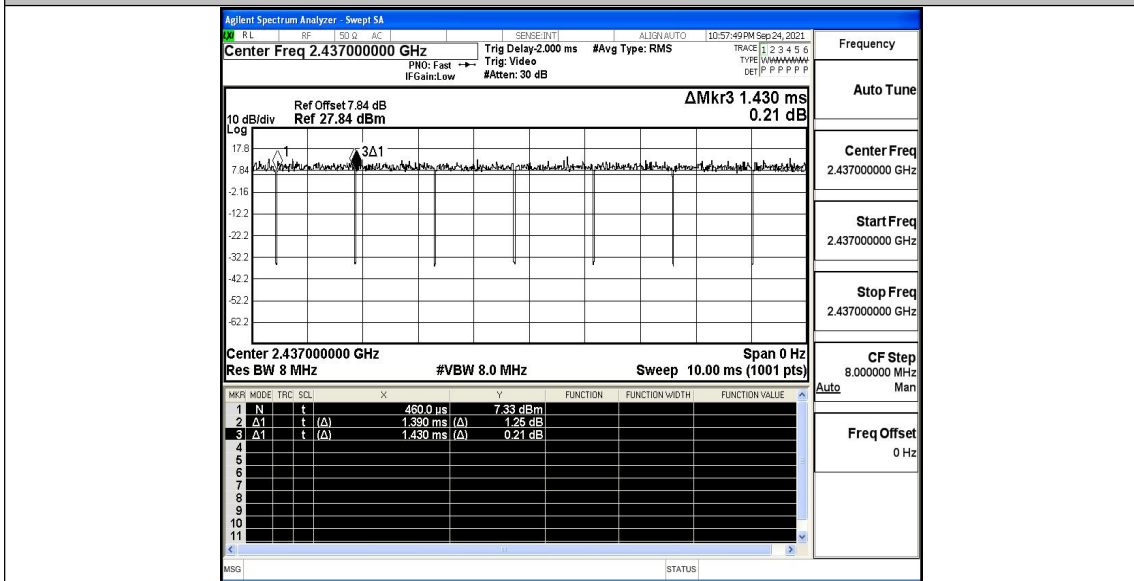 Agilent Spectrum Analyzer - Swept SA
RL RF 50 Ω AC SENSE:INT ALIGN AUTO 10:57:49 PM Sep 24, 2021
Center Freq 2.437000000 GHz
PNO: Fast
IFGain:Low
Trig Delay-2.000 ms
Trig: Video
#Atten: 30 dB
#Avg Type: RMS
TRACE 1 2 3 4 5 6
TYPE
DET P P P P P P
ΔMkr3 1.430 ms
0.21 dB
Ref Offset 7.84 dB
10 dB/div Ref 27.84 dBm
Log
17.8
7.84
-2.16
-12.2
-22.2
-32.2
-42.2
-52.2
-62.2
1
3Δ1
Center 2.437000000 GHz Span 0 Hz
Res BW 8 MHz #VBW 8.0 MHz Sweep 10.00 ms (1001 pts)
MKR MODE TRC SCL X Y FUNCTION FUNCTION WIDTH FUNCTION VALUE
1 N t 460.0 µs 7.33 dBm
2 Δ1 t (Δ) 1.390 ms (Δ) 1.25 dB
3 Δ1 t (Δ) 1.430 ms (Δ) 0.21 dB
4
5
6
7
8
9
10
11
MSG STATUS
Frequency
Auto Tune
Center Freq
2.437000000 GHz
Start Freq
2.437000000 GHz
Stop Freq
2.437000000 GHz
CF Step
8.000000 MHz
Auto Man
Freq Offset
0 Hz